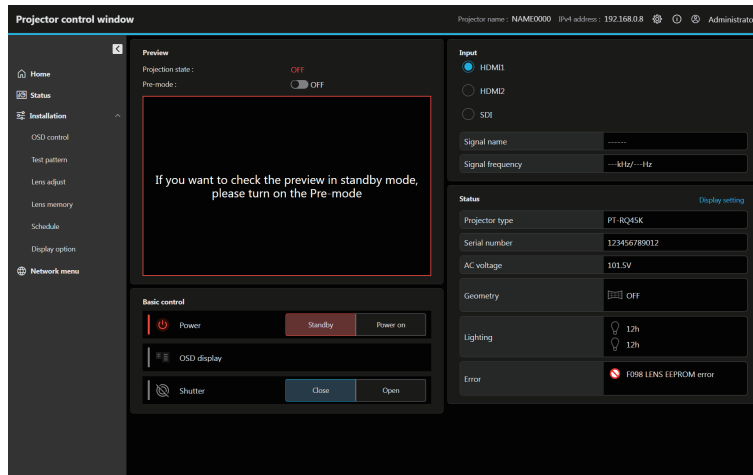 Projector control window
Projector name : NAME0000 IPv4 address : 192.168.0.8 Administrato
Home
Status
Installation
OSD control
Test pattern
Lens adjust
Lens memory
Schedule
Display option
Network menu
Preview
Projection state : OFF
Pre-mode : OFF
If you want to check the preview in standby mode,
please turn on the Pre-mode
Basic control
Power Standby Power on
OSD display
Shutter Close Open
Input
HDMI1
HDMI2
SDI
Signal name ------
Signal frequency ---kHz/---Hz
Status Display setting
Projector type PT-RQ45K
Serial number 123456789012
AC voltage 101.5V
Geometry OFF
Lighting 12h
12h
Error F098 LENS EEPROM error